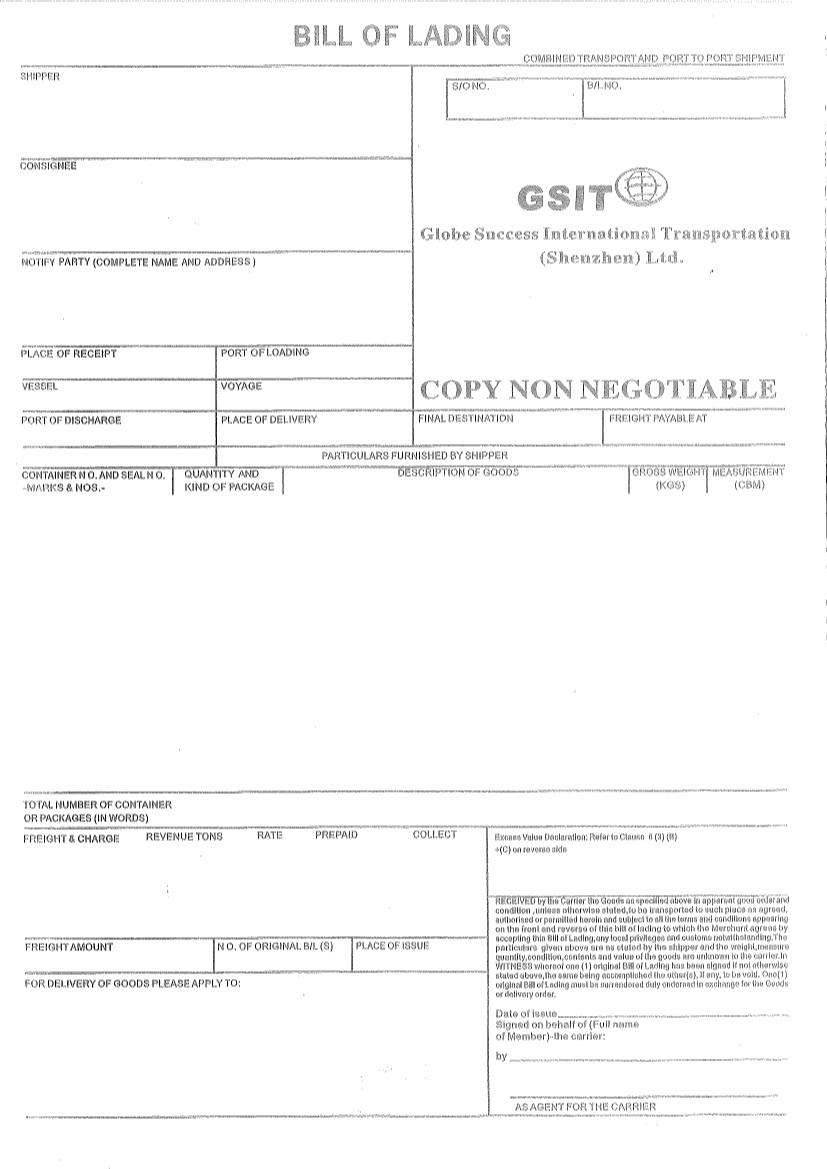 BILL OF LADING
COMBINED TRANSPORT AND PORT TO PORT SHIPMENT
SHIPPER
S/O NO.
B/L NO.
CONSIGNEE
GSIT
Globe Success International Transportation
(Shenzhen) Ltd.
NOTIFY PARTY (COMPLETE NAME AND ADDRESS )
PLACE OF RECEIPT
PORT OF LOADING
VESSEL
VOYAGE
COPY NON NEGOTIABLE
PORT OF DISCHARGE
PLACE OF DELIVERY
FINAL DESTINATION
FREIGHT PAYABLE AT
PARTICULARS FURNISHED BY SHIPPER
CONTAINER NO. AND SEAL NO.
-MARKS & NOS.-
QUANTITY AND
KIND OF PACKAGE
DESCRIPTION OF GOODS
GROSS WEIGHT
(KGS)
MEASUREMENT
(CBM)
TOTAL NUMBER OF CONTAINER
OR PACKAGES (IN WORDS)
FREIGHT & CHARGE REVENUE TONS RATE PREPAID COLLECT
Excess Value Declaration: Refer to Clause 6 (3) (B)
+(C) on reverse side
RECEIVED by the Carrier the Goods as specified above in apparent good order and
condition ,unless otherwise stated,to be transported to such place as agreed,
authorised or permitted herein and subject to all the terms and conditions appearing
on the front and reverse of this bill of lading to which the Merchant agrees by
accepting this Bill of Lading,any local privileges and customs notwithstanding.The
particulars given above are as stated by the shipper and the weight,measure
quantity,condition,contents and value of the goods are unknown to the carrier.In
WITNESS whereof one (1) original Bill of Lading has been signed if not otherwise
stated above,the same being accomplished the other(s), if any, to be void. One(1)
original Bill of Lading must be surrendered duly endorsed in exchange for the Goods
or delivery order.
FREIGHT AMOUNT
NO. OF ORIGINAL B/L (S)
PLACE OF ISSUE
FOR DELIVERY OF GOODS PLEASE APPLY TO:
Date of issue
Signed on behalf of (Full name
of Member)-the carrier:
by
AS AGENT FOR THE CARRIER